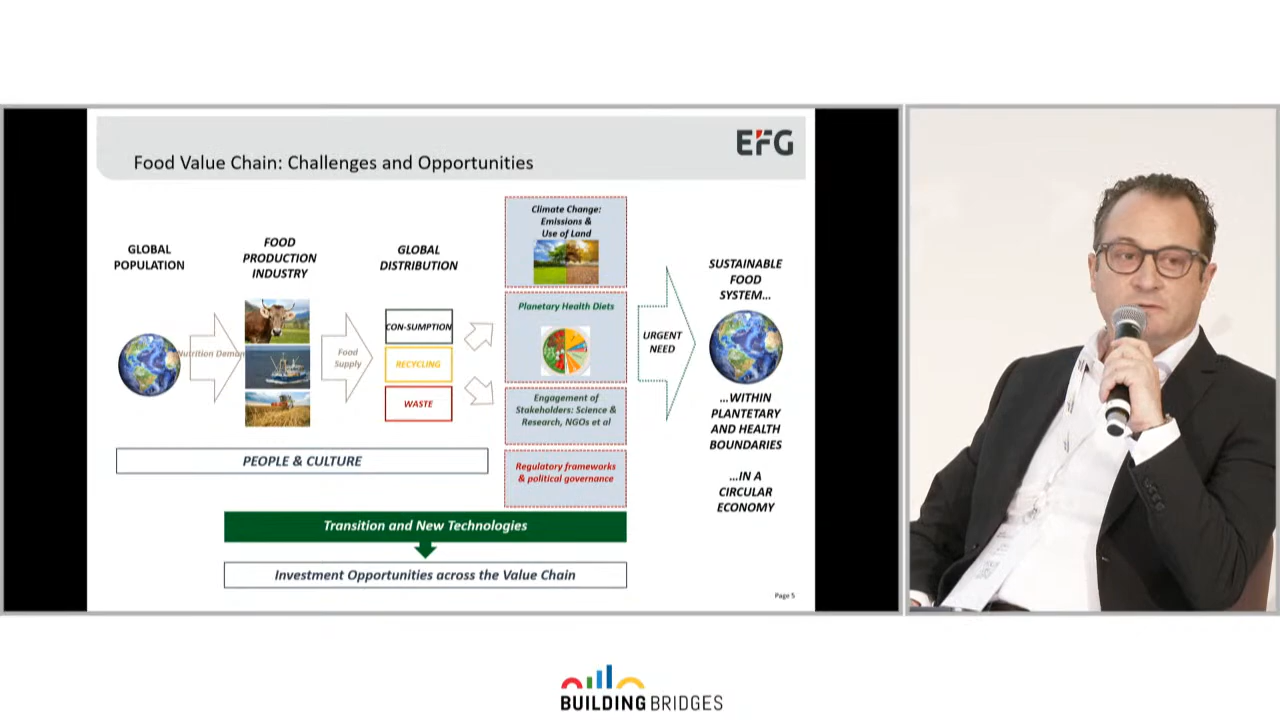 EFG
Food Value Chain: Challenges and Opportunities
GLOBAL
POPULATION
FOOD
PRODUCTION
INDUSTRY
GLOBAL
DISTRIBUTION
Nutrition Deman
Food
Supply
CON-SUMPTION
RECYCLING
WASTE
PEOPLE & CULTURE
Climate Change:
Emissions &
Use of Land
Planetary Health Diets
Engagement of
Stakeholders: Science &
Research, NGOs et al
Regulatory frameworks
& political governance
URGENT
NEED
SUSTAINABLE
FOOD
SYSTEM...
...WITHIN
PLANTETARY
AND HEALTH
BOUNDARIES
...IN A
CIRCULAR
ECONOMY
Transition and New Technologies
Investment Opportunities across the Value Chain
Page 5
BUILDING BRIDGES